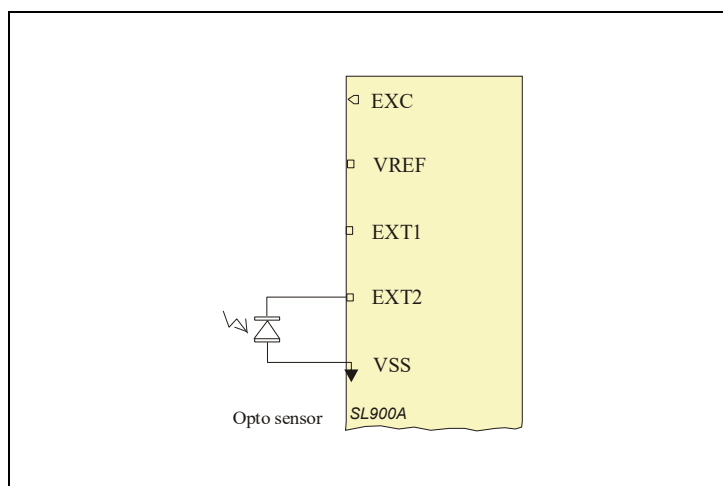 EXC
VREF
EXT1
EXT2
VSS
Opto sensor
SL900A